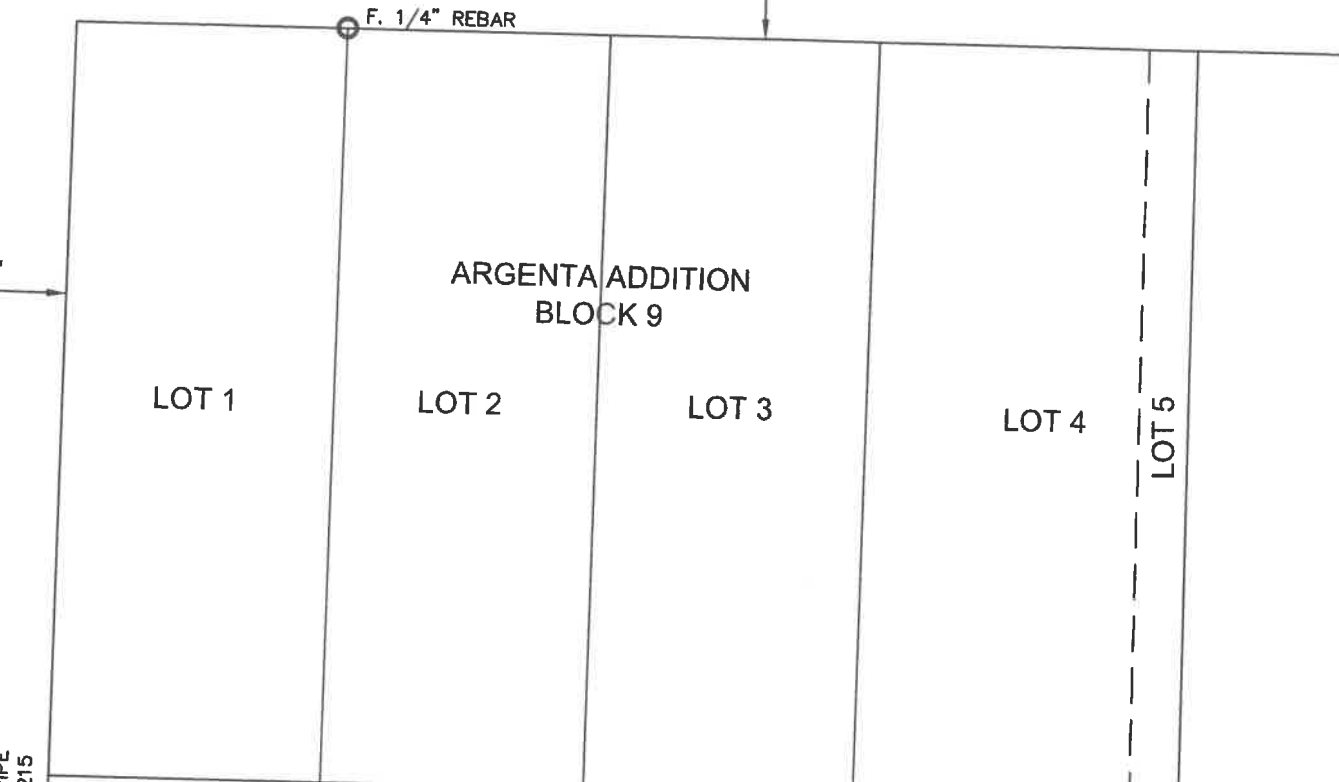 F. 1/4" REBAR
ARGENTA ADDITION
BLOCK 9
LOT 1
LOT 2
LOT 3
LOT 4
LOT 5